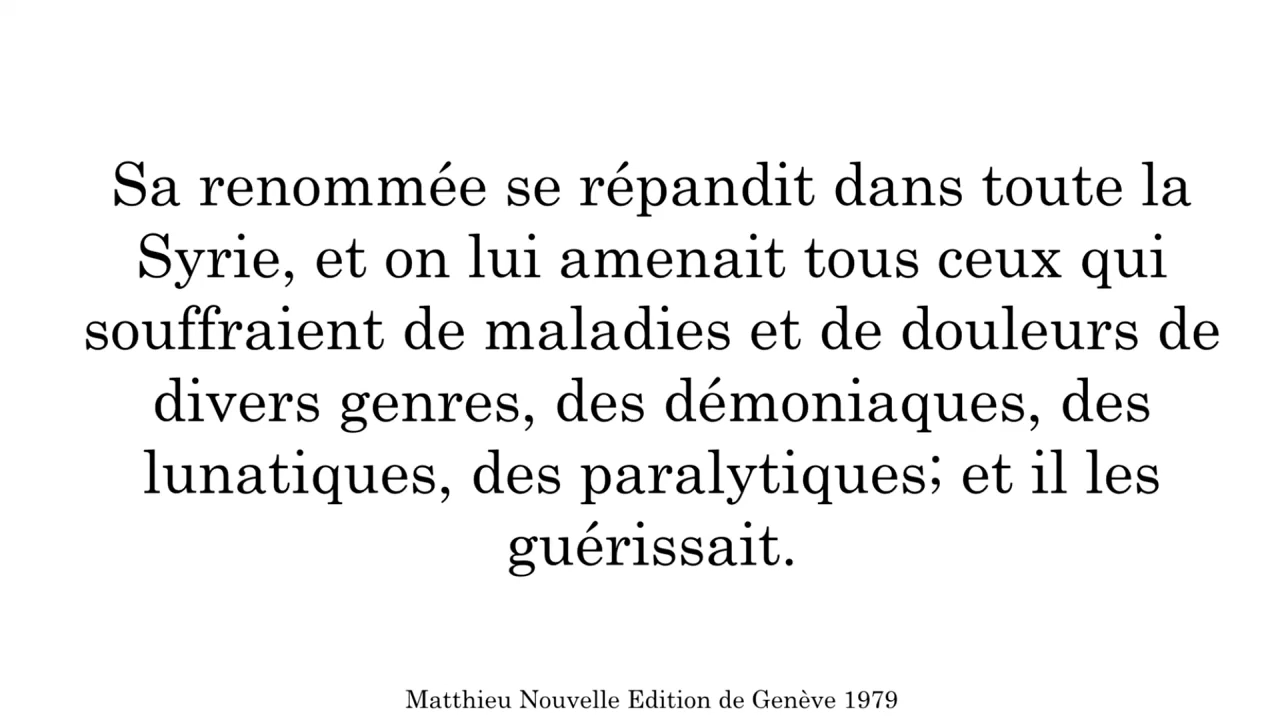 Sa renommée se répandit dans toute la
Syrie, et on lui amenait tous ceux qui
souffraient de maladies et de douleurs de
divers genres, des démoniaques, des
lunatiques, des paralytiques; et il les
guérissait.
Matthieu Nouvelle Edition de Genève 1979